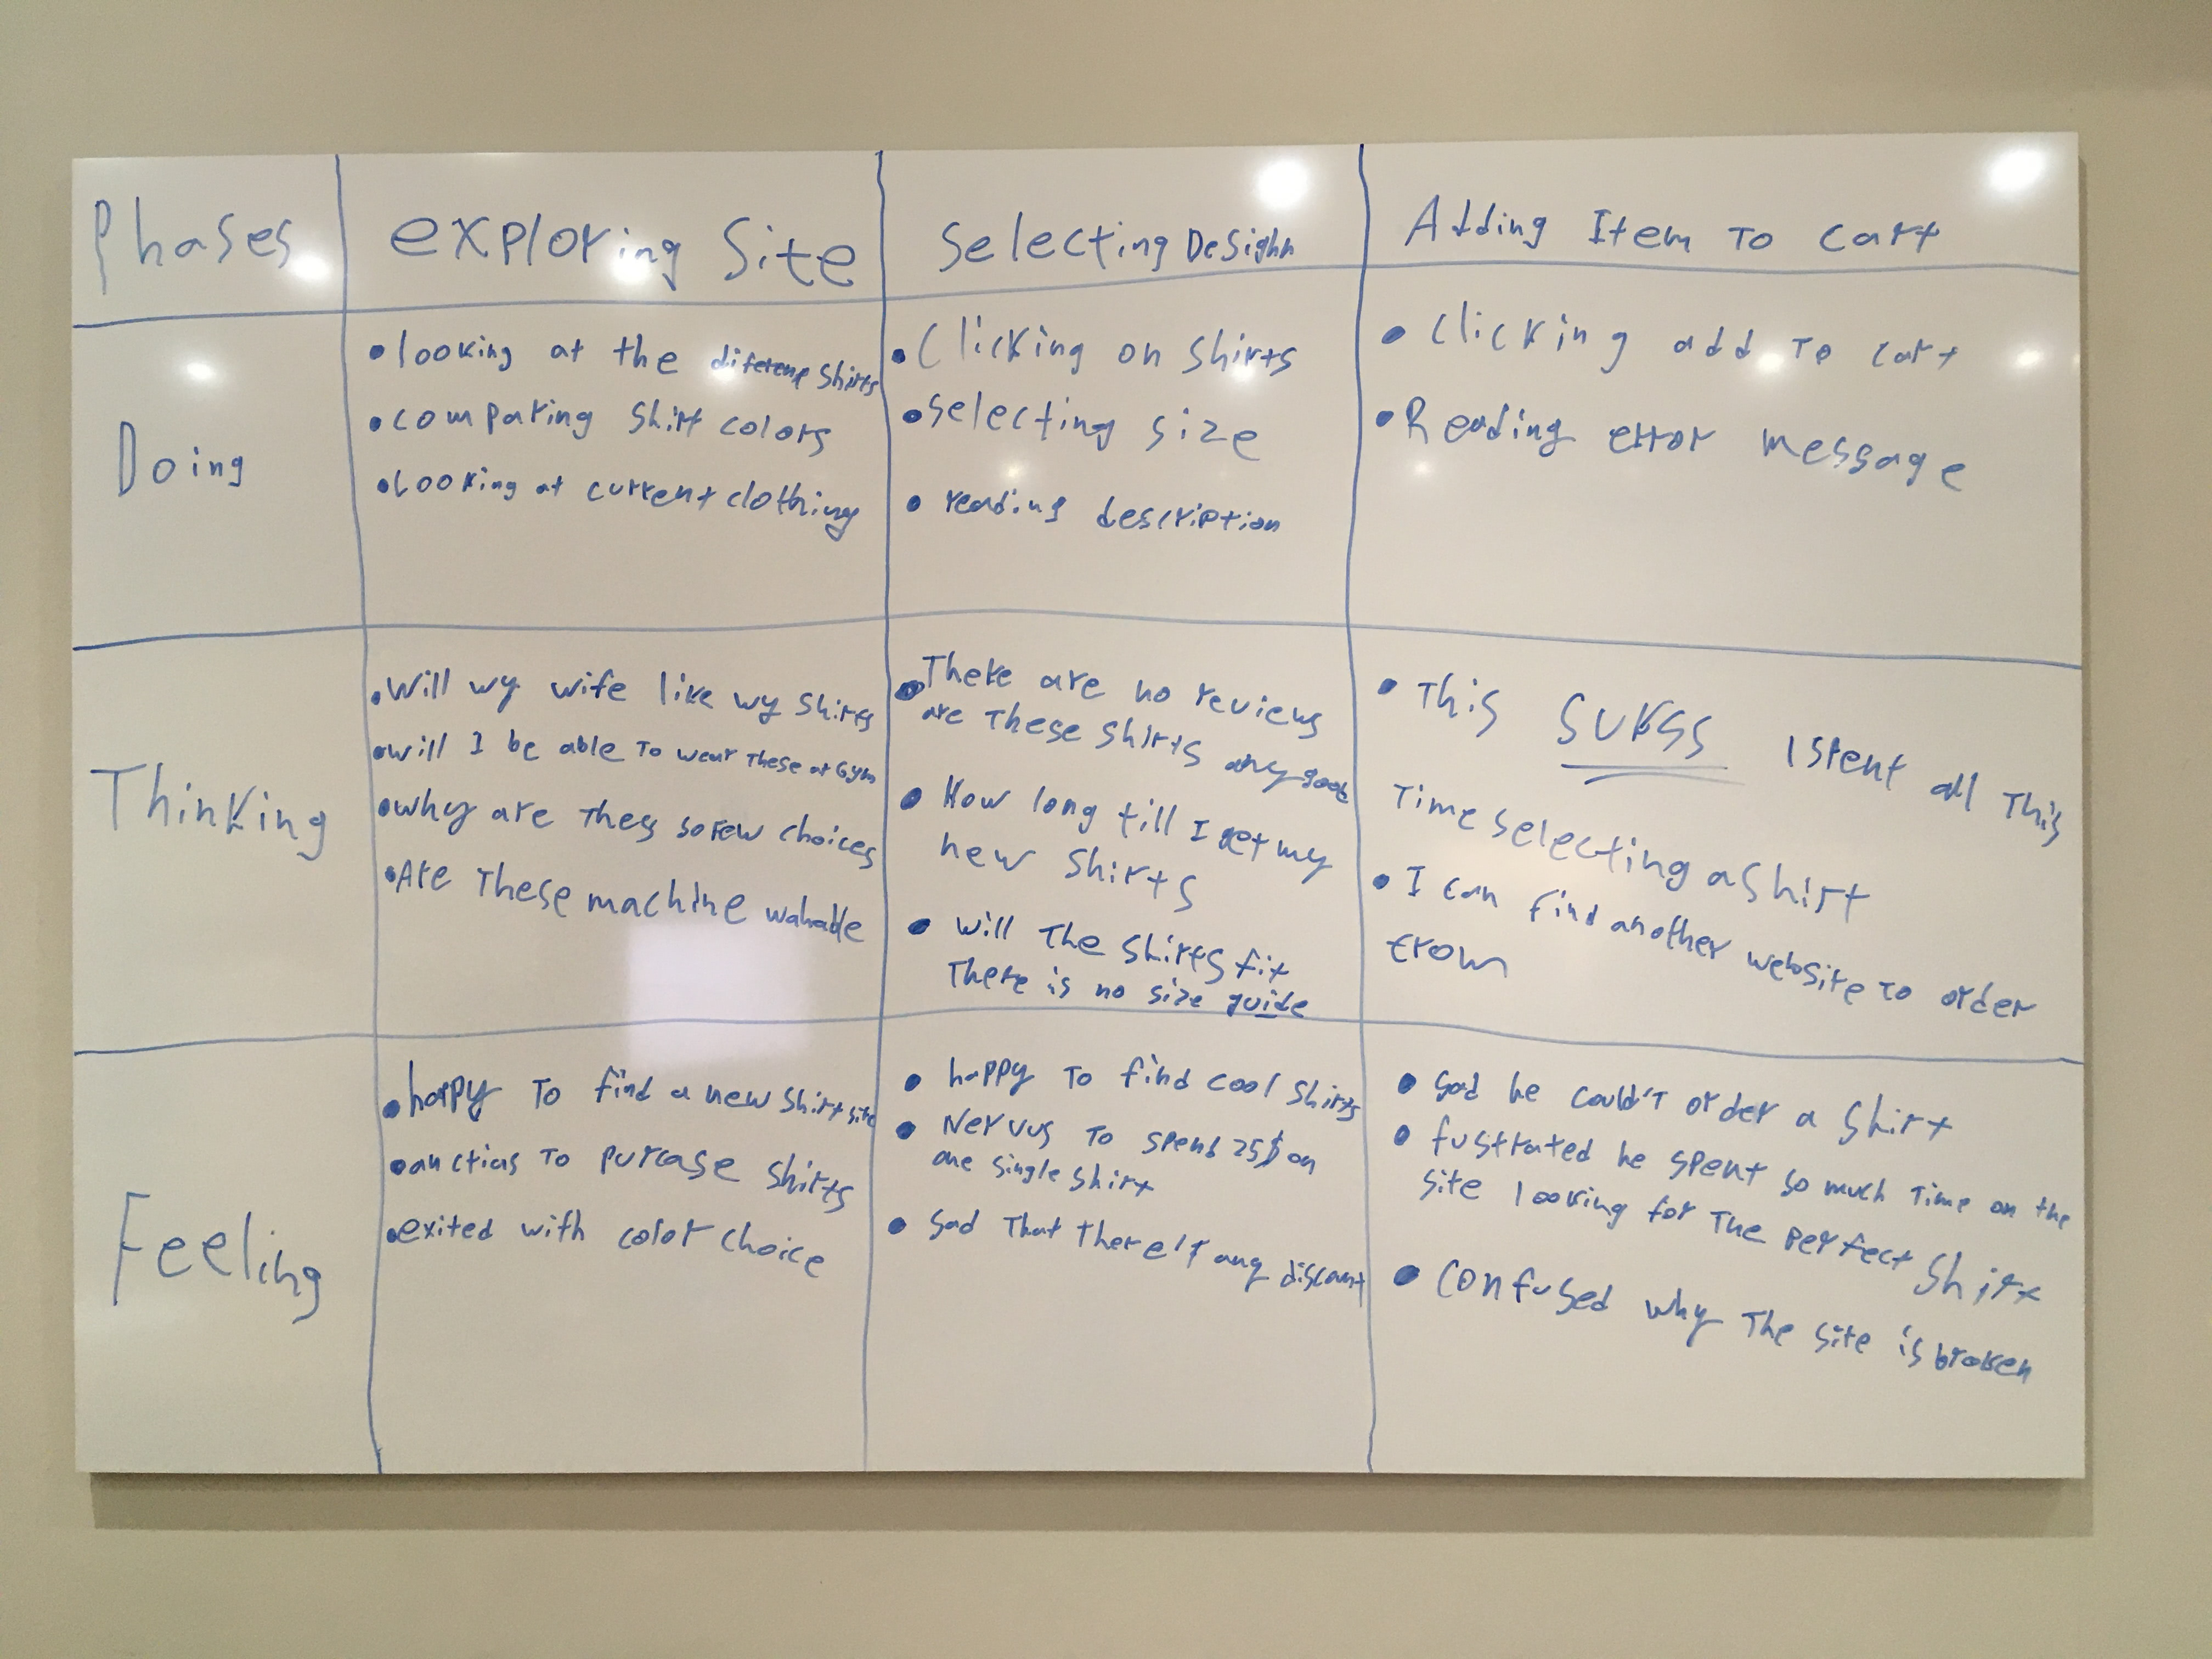 Phases
exploring Site
Selecting Desighn
Adding Item To Cart
Doing
• looking at the diferene shirts
• comparing shirt colors
• Looking at current clothing
• Clicking on shirts
• selecting size
• reading description
• Clicking add To cart
• Reading error message
Thinking
• Will my wife like my shirts
• will I be able To wear These at Gym
• why are they so few choices
• Are These machine wahable
• There are no reviews
are These shirts any good
• How long till I get my
new shirts
• will The shirts fit
There is no size guide
• This SUKSS I spent all This
Time selecting a shirt
• I can find another website To order
from
Feeling
• happy To find a new shirt site
• anctias To purcase shirts
• exited with color choice
• happy To find cool shirts
• Nervus To spend 25$ on
one single shirt
• Sad That There's any discant
• Sad he could'T order a Shirt
• fustrated he spent so much Time on the
site looking for The perfect Shirt
• confused why The site is broken